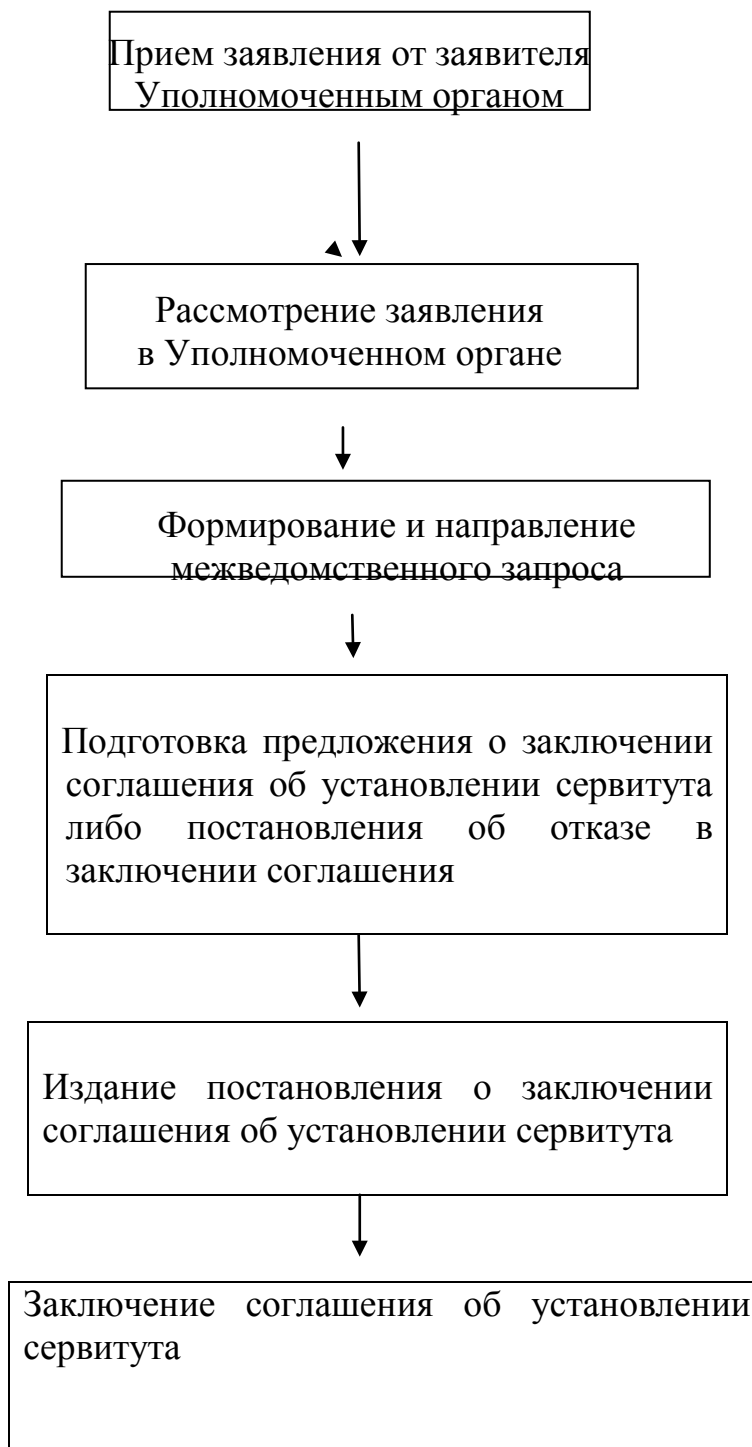 Прием заявления от заявителя
Уполномоченным органом
Рассмотрение заявления
в Уполномоченном органе
Формирование и направление
межведомственного запроса
Подготовка предложения о заключении
соглашения об установлении сервитута
либо постановления об отказе в
заключении соглашения
Издание постановления о заключении
соглашения об установлении сервитута
Заключение соглашения об установлении
сервитута